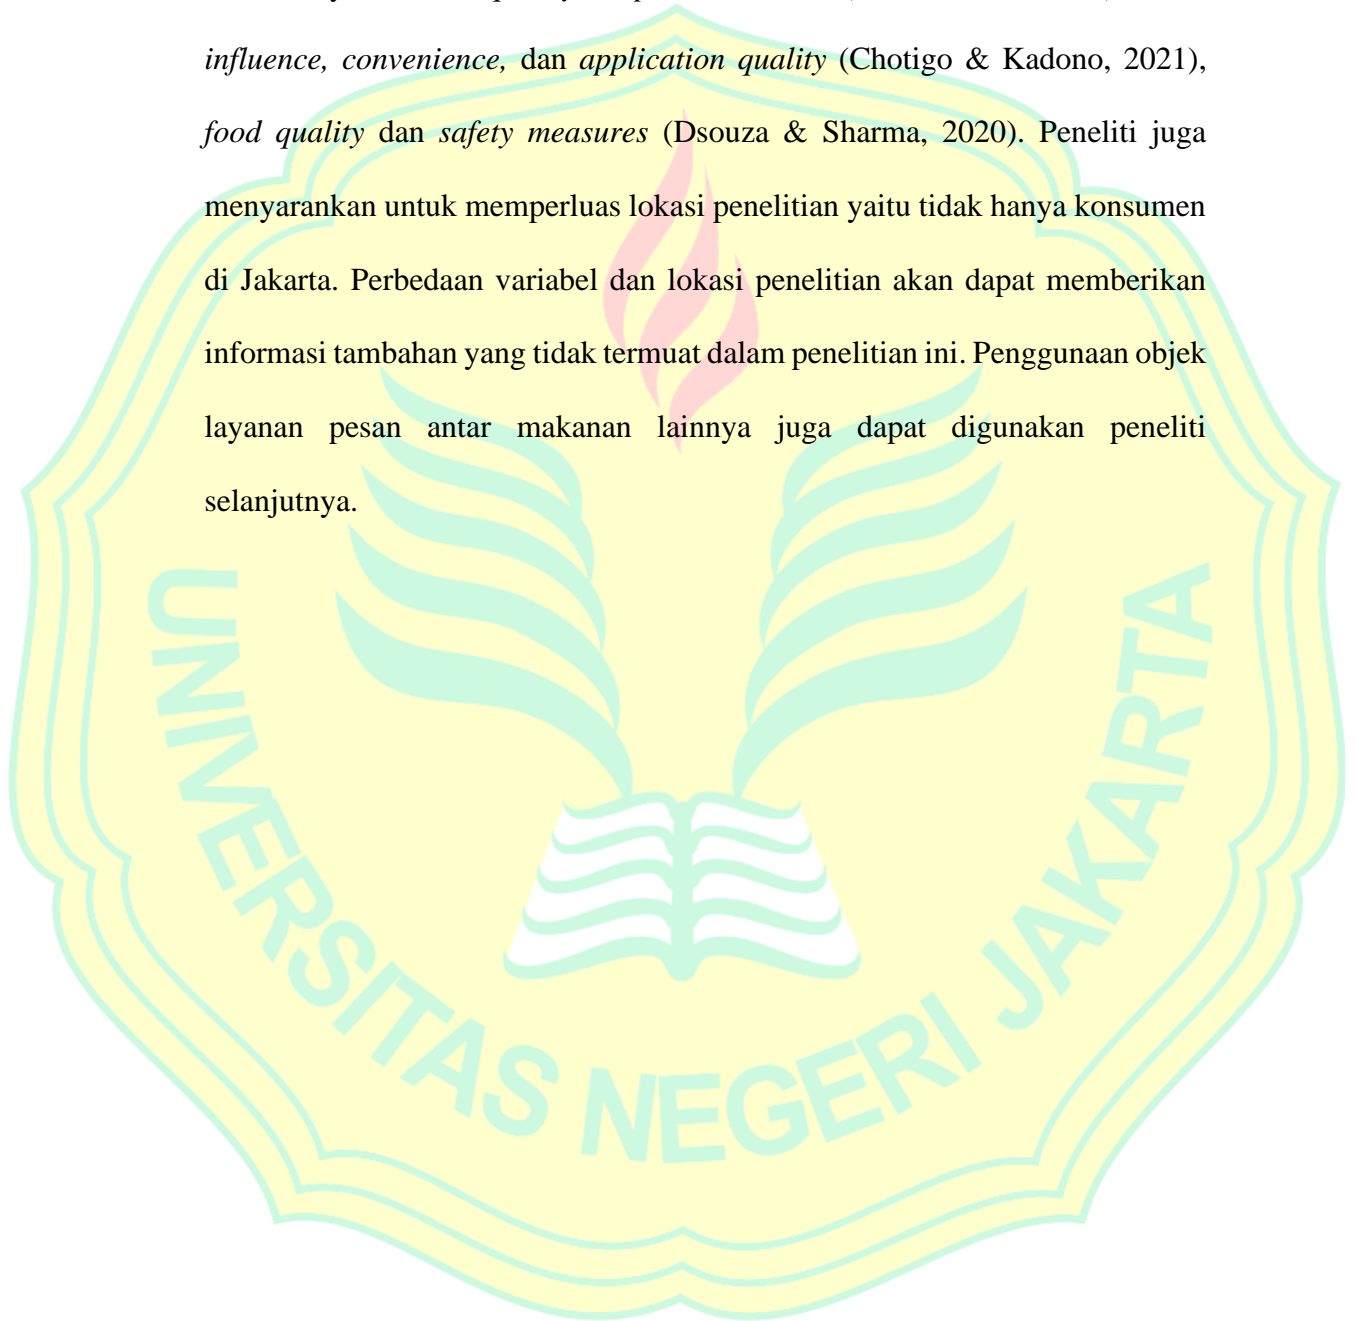 influence, convenience, dan application quality (Chotigo & Kadono, 2021),
food quality dan safety measures (Dsouza & Sharma, 2020). Peneliti juga
menyarankan untuk memperluas lokasi penelitian yaitu tidak hanya konsumen
di Jakarta. Perbedaan variabel dan lokasi penelitian akan dapat memberikan
informasi tambahan yang tidak termuat dalam penelitian ini. Penggunaan objek
layanan pesan antar makanan lainnya juga dapat digunakan peneliti
selanjutnya.
UNIVERSITAS NEGERI JAKARTA